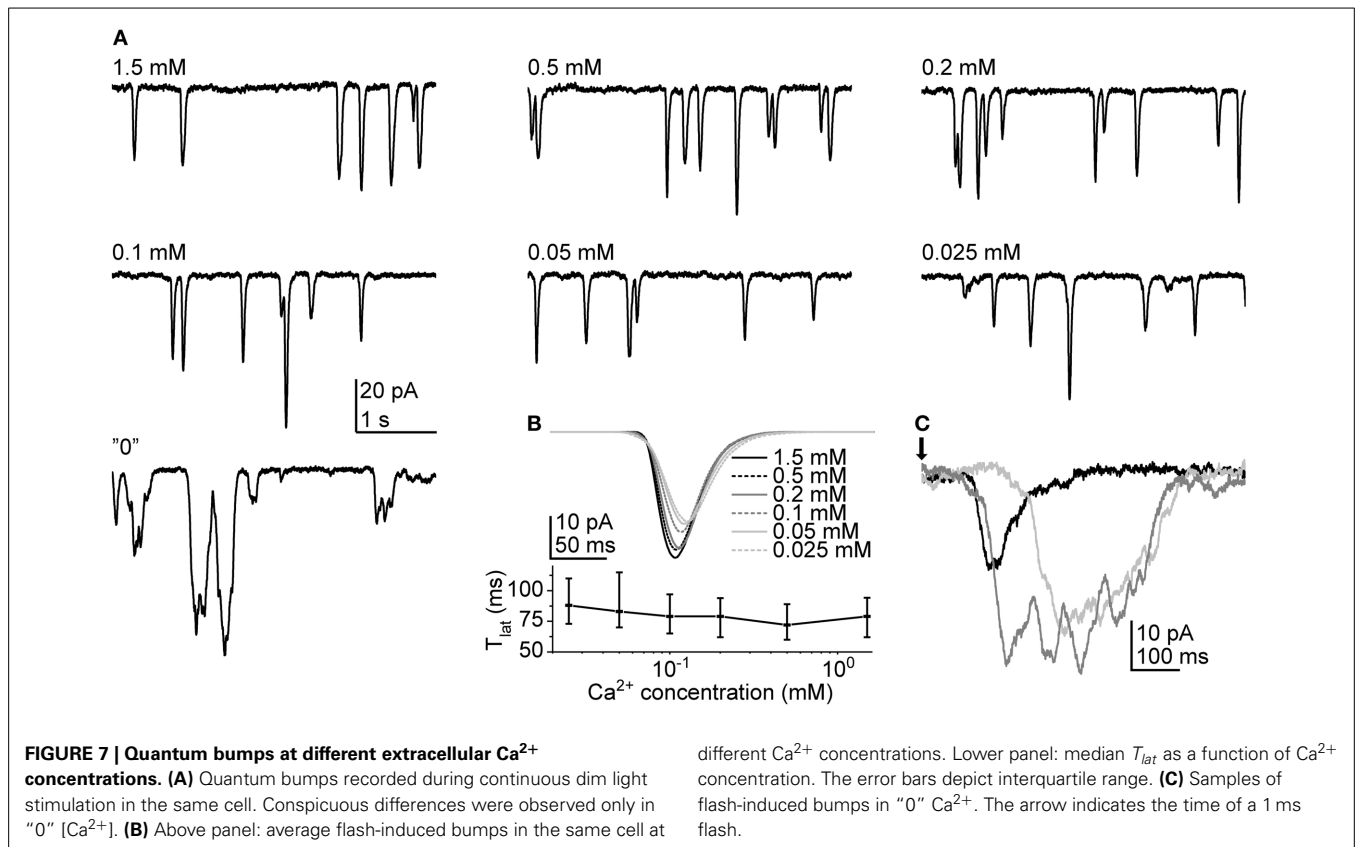 A
1.5 mM
0.5 mM
0.2 mM
0.1 mM
0.05 mM
0.025 mM
20 pA
1 s
"0"
B
1.5 mM
0.5 mM
0.2 mM
0.1 mM
0.05 mM
0.025 mM
10 pA
50 ms
T_lat (ms)
100
75
50
10⁻¹
10⁰
Ca²⁺ concentration (mM)
C
10 pA
100 ms
FIGURE 7 | Quantum bumps at different extracellular Ca²⁺
concentrations. (A) Quantum bumps recorded during continuous dim light
stimulation in the same cell. Conspicuous differences were observed only in
“0” [Ca²⁺]. (B) Above panel: average flash-induced bumps in the same cell at
different Ca²⁺ concentrations. Lower panel: median T_lat as a function of Ca²⁺
concentration. The error bars depict interquartile range. (C) Samples of
flash-induced bumps in “0” Ca²⁺. The arrow indicates the time of a 1 ms
flash.